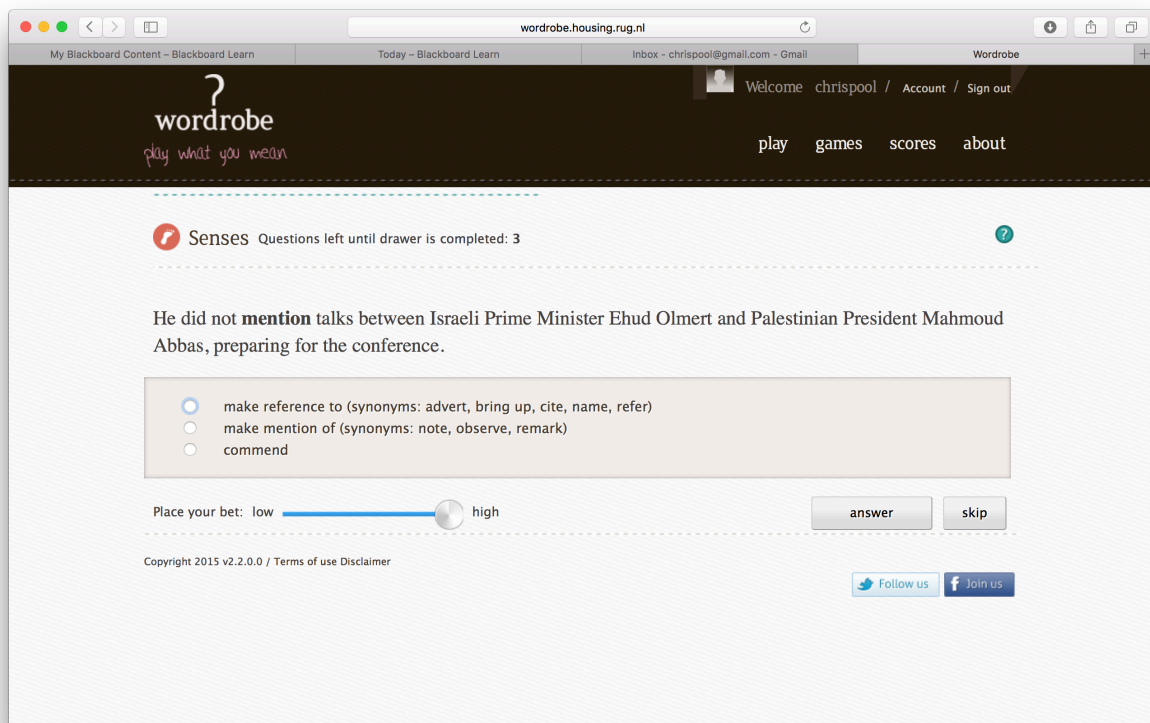 wordrobe.housing.rug.nl
My Blackboard Content – Blackboard Learn
Today – Blackboard Learn
Inbox - chrispool@gmail.com - Gmail
Wordrobe
wordrobe
play what you mean
Welcome chrispool / Account / Sign out
play games scores about
Senses Questions left until drawer is completed: 3
?
He did not mention talks between Israeli Prime Minister Ehud Olmert and Palestinian President Mahmoud
Abbas, preparing for the conference.
make reference to (synonyms: advert, bring up, cite, name, refer)
make mention of (synonyms: note, observe, remark)
commend
Place your bet: low high
answer
skip
Copyright 2015 v2.2.0.0 / Terms of use Disclaimer
Follow us
f Join us